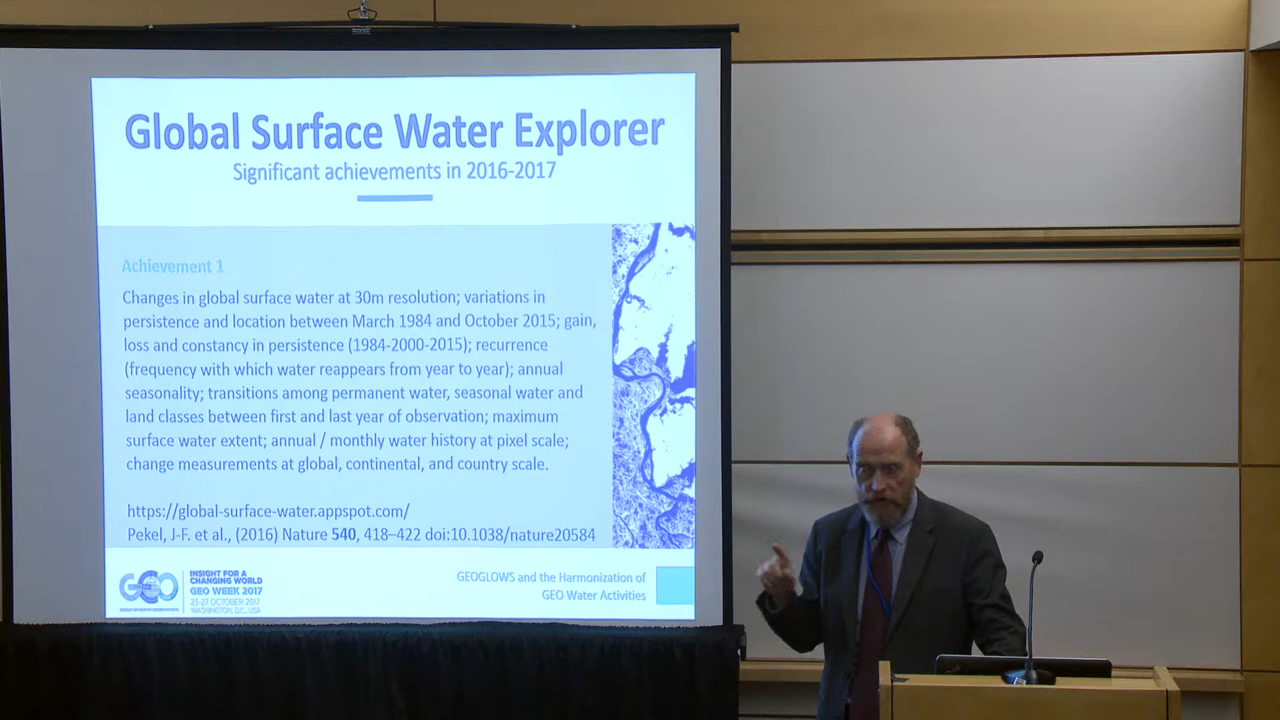 Global Surface Water Explorer
Significant achievements in 2016-2017
Achievement 1
Changes in global surface water at 30m resolution; variations in
persistence and location between March 1984 and October 2015; gain,
loss and constancy in persistence (1984-2000-2015); recurrence
(frequency with which water reappears from year to year); annual
seasonality; transitions among permanent water, seasonal water and
land classes between first and last year of observation; maximum
surface water extent; annual / monthly water history at pixel scale;
change measurements at global, continental, and country scale.
https://global-surface-water.appspot.com/
Pekel, J-F. et al., (2016) Nature 540, 418–422 doi:10.1038/nature20584
GEO
GROUP ON EARTH OBSERVATIONS
INSIGHT FOR A
CHANGING WORLD
GEO WEEK 2017
23-27 OCTOBER 2017
WASHINGTON, D.C., USA
GEOGLOWS and the Harmonization of
GEO Water Activities